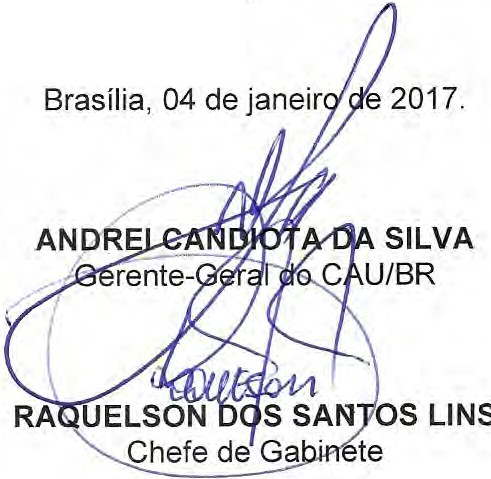 Brasília, 04 de janeiro de 2017.
ANDREI CANDIOTA DA SILVA
Gerente-Geral do CAU/BR
Raquelson
RAQUELSON DOS SANTOS LINS
Chefe de Gabinete